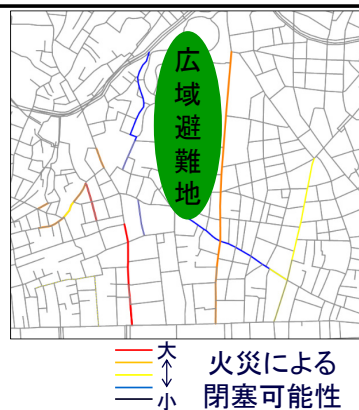 広域避難地
大
小
火災による
閉塞可能性